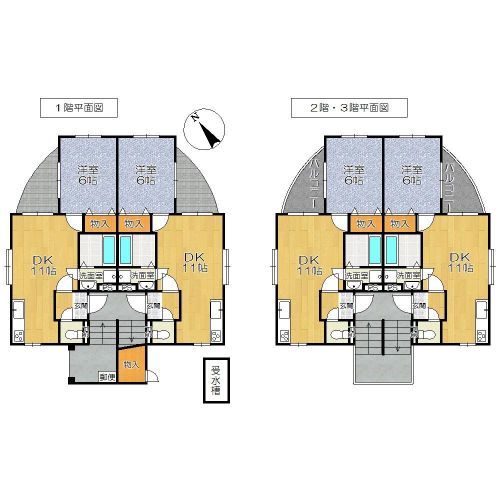 1階平面図
2階・3階平面図
N
洋室
6帖
洋室
6帖
物入
物入
DK
11帖
DK
11帖
洗面室
洗面室
玄関
玄関
物入
郵便
受水槽
バルコニー
洋室
6帖
洋室
6帖
バルコニー
物入
物入
DK
11帖
DK
11帖
洗面室
洗面室
玄関
玄関